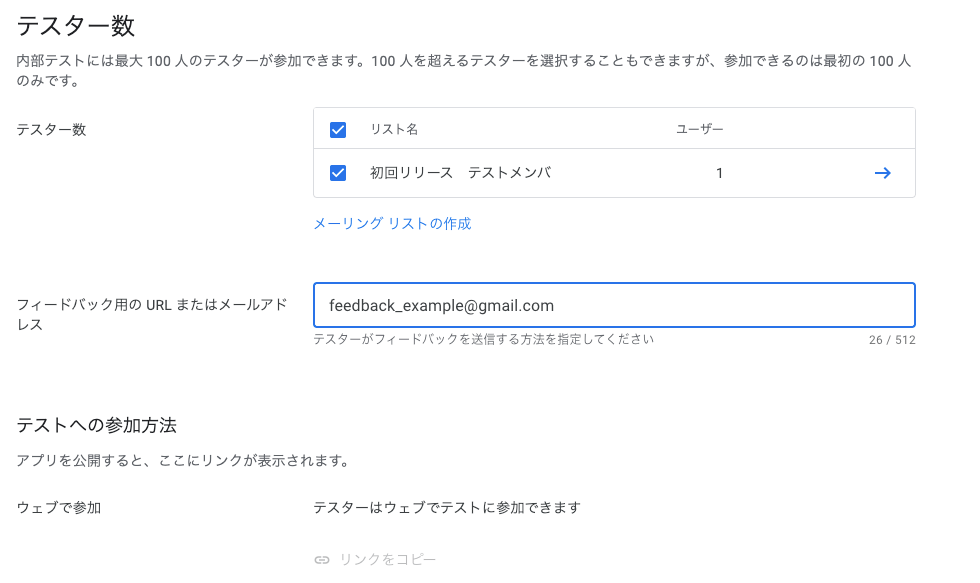 テスター数
内部テストには最大 100 人のテスターが参加できます。100 人を超えるテスターを選択することもできますが、参加できるのは最初の 100 人
のみです。
テスター数
リスト名 ユーザー
初回リリース　テストメンバ 1
メーリング リストの作成
フィードバック用の URL またはメールアド
レス
feedback_example@gmail.com
テスターがフィードバックを送信する方法を指定してください 26 / 512
テストへの参加方法
アプリを公開すると、ここにリンクが表示されます。
ウェブで参加 テスターはウェブでテストに参加できます
リンクをコピー